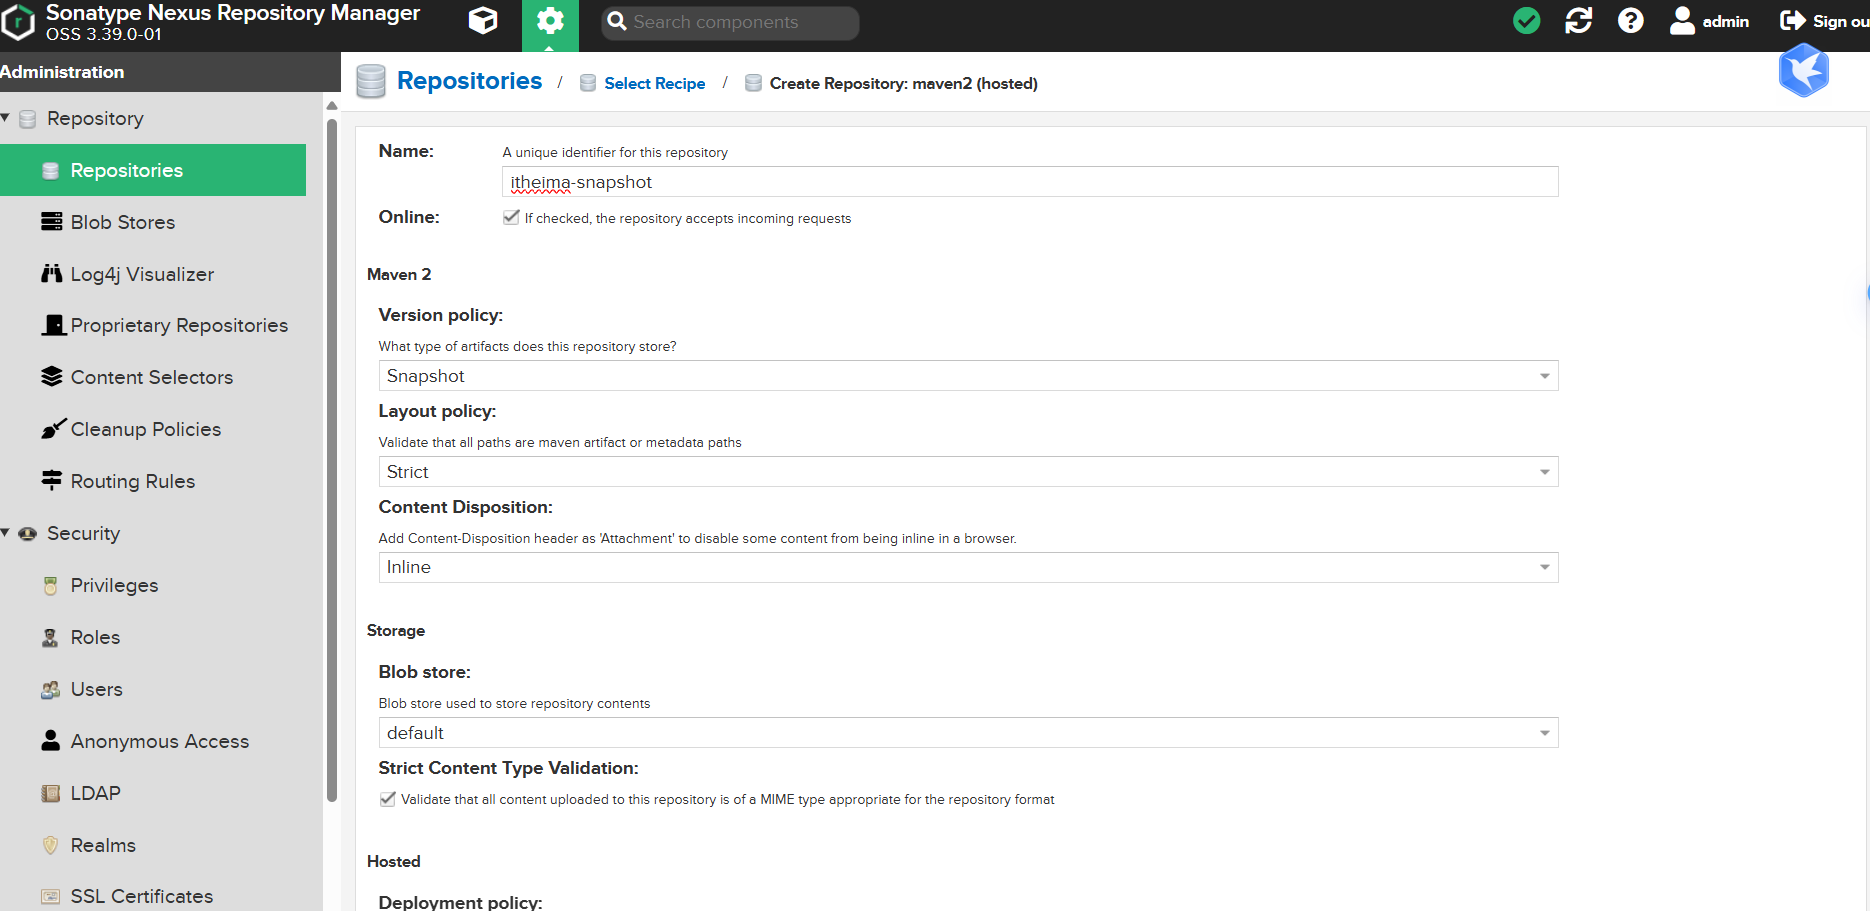 Sonatype Nexus Repository Manager
OSS 3.39.0-01
Search components
admin
Sign ou
Administration
Repositories / Select Recipe / Create Repository: maven2 (hosted)
Repository
Repositories
Blob Stores
Log4j Visualizer
Proprietary Repositories
Content Selectors
Cleanup Policies
Routing Rules
Security
Privileges
Roles
Users
Anonymous Access
LDAP
Realms
SSL Certificates
Name:
A unique identifier for this repository
itheima-snapshot
Online:
If checked, the repository accepts incoming requests
Maven 2
Version policy:
What type of artifacts does this repository store?
Snapshot
Layout policy:
Validate that all paths are maven artifact or metadata paths
Strict
Content Disposition:
Add Content-Disposition header as 'Attachment' to disable some content from being inline in a browser.
Inline
Storage
Blob store:
Blob store used to store repository contents
default
Strict Content Type Validation:
Validate that all content uploaded to this repository is of a MIME type appropriate for the repository format
Hosted
Deployment policy: